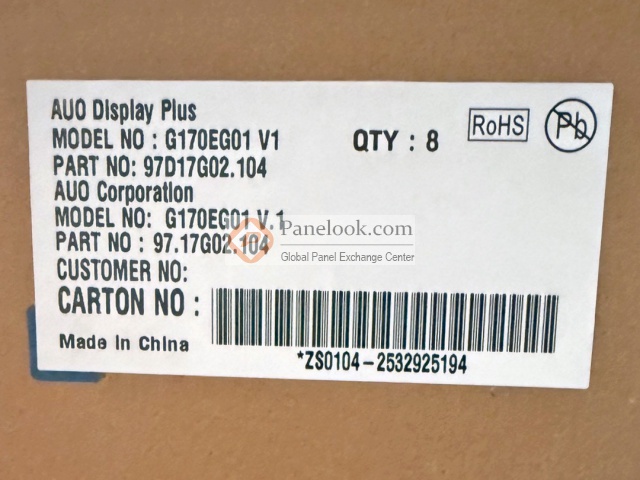 AUO Display Plus
MODEL NO : G170EG01 V1
QTY : 8
RoHS
Pb
PART NO: 97D17G02.104
AUO Corporation
MODEL NO: G170EG01 V.1
PART NO : 97.17G02.104
Panelook.com
Global Panel Exchange Center
CUSTOMER NO:
CARTON NO :
Made in China
*ZS0104-2532925194